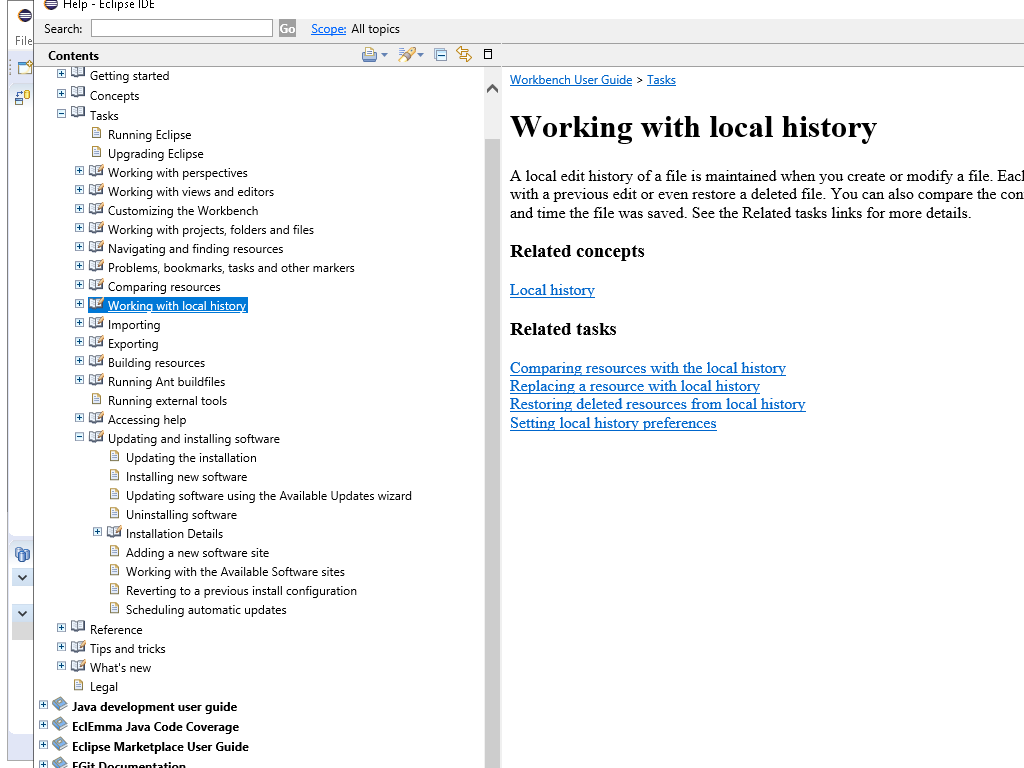 Help - Eclipse IDE
File
Search:
Go
Scope: All topics
Contents
Getting started
Concepts
Tasks
Running Eclipse
Upgrading Eclipse
Working with perspectives
Working with views and editors
Customizing the Workbench
Working with projects, folders and files
Navigating and finding resources
Problems, bookmarks, tasks and other markers
Comparing resources
Working with local history
Importing
Exporting
Building resources
Running Ant buildfiles
Running external tools
Accessing help
Updating and installing software
Updating the installation
Installing new software
Updating software using the Available Updates wizard
Uninstalling software
Installation Details
Adding a new software site
Working with the Available Software sites
Reverting to a previous install configuration
Scheduling automatic updates
Reference
Tips and tricks
What's new
Legal
Java development user guide
EclEmma Java Code Coverage
Eclipse Marketplace User Guide
EGit Documentation
Workbench User Guide > Tasks
Working with local history
A local edit history of a file is maintained when you create or modify a file. Eac
with a previous edit or even restore a deleted file. You can also compare the con
and time the file was saved. See the Related tasks links for more details.
Related concepts
Local history
Related tasks
Comparing resources with the local history
Replacing a resource with local history
Restoring deleted resources from local history
Setting local history preferences